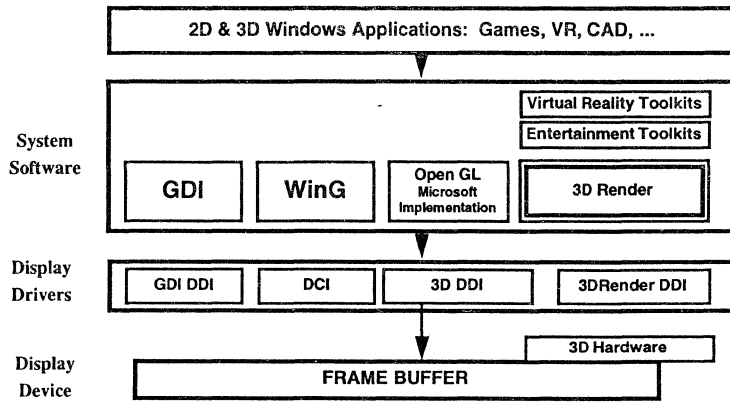 2D & 3D Windows Applications: Games, VR, CAD, ...
System
Software
Virtual Reality Toolkits
Entertainment Toolkits
GDI
WinG
Open GL
Microsoft
Implementation
3D Render
Display
Drivers
GDI DDI
DCI
3D DDI
3DRender DDI
3D Hardware
Display
Device
FRAME BUFFER